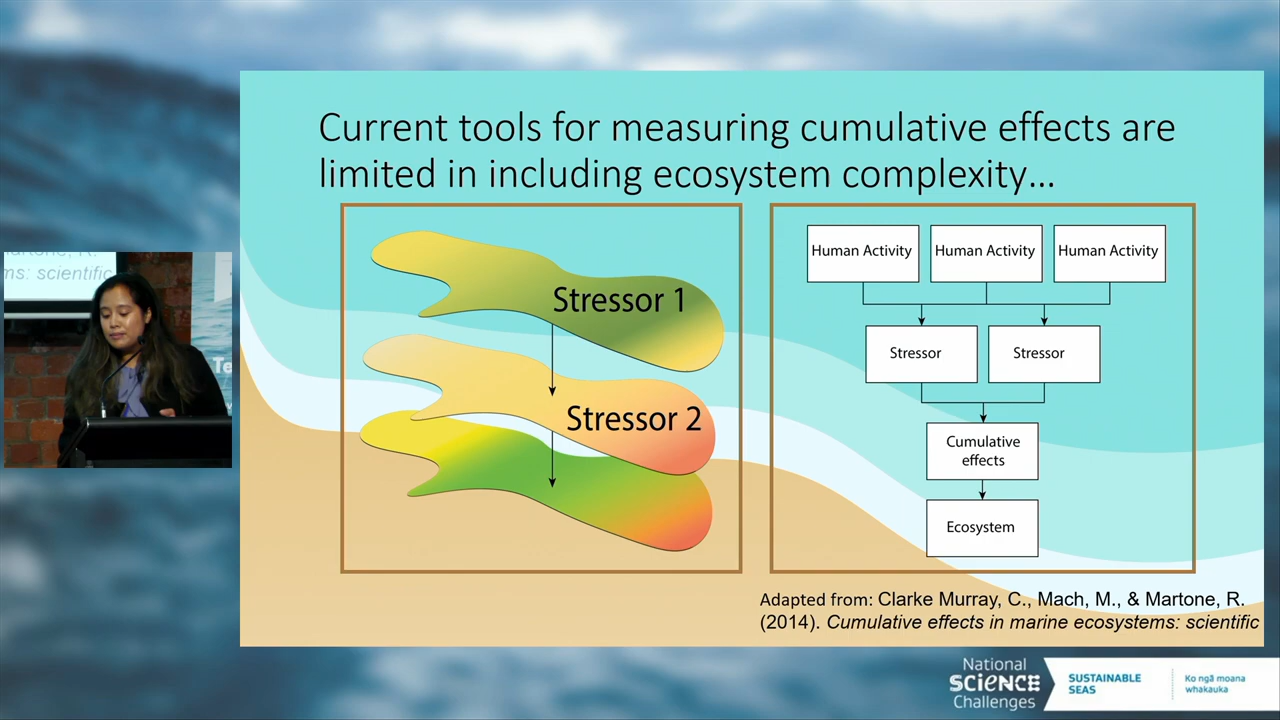 Current tools for measuring cumulative effects are
limited in including ecosystem complexity...
Stressor 1
Stressor 2
Human Activity
Human Activity
Human Activity
Stressor
Stressor
Cumulative
effects
Ecosystem
Adapted from: Clarke Murray, C., Mach, M., & Martone, R.
(2014). Cumulative effects in marine ecosystems: scientific
ms: scientific
National
SCIENCE
Challenges
SUSTAINABLE
SEAS
Ko ngā moana
whakauka